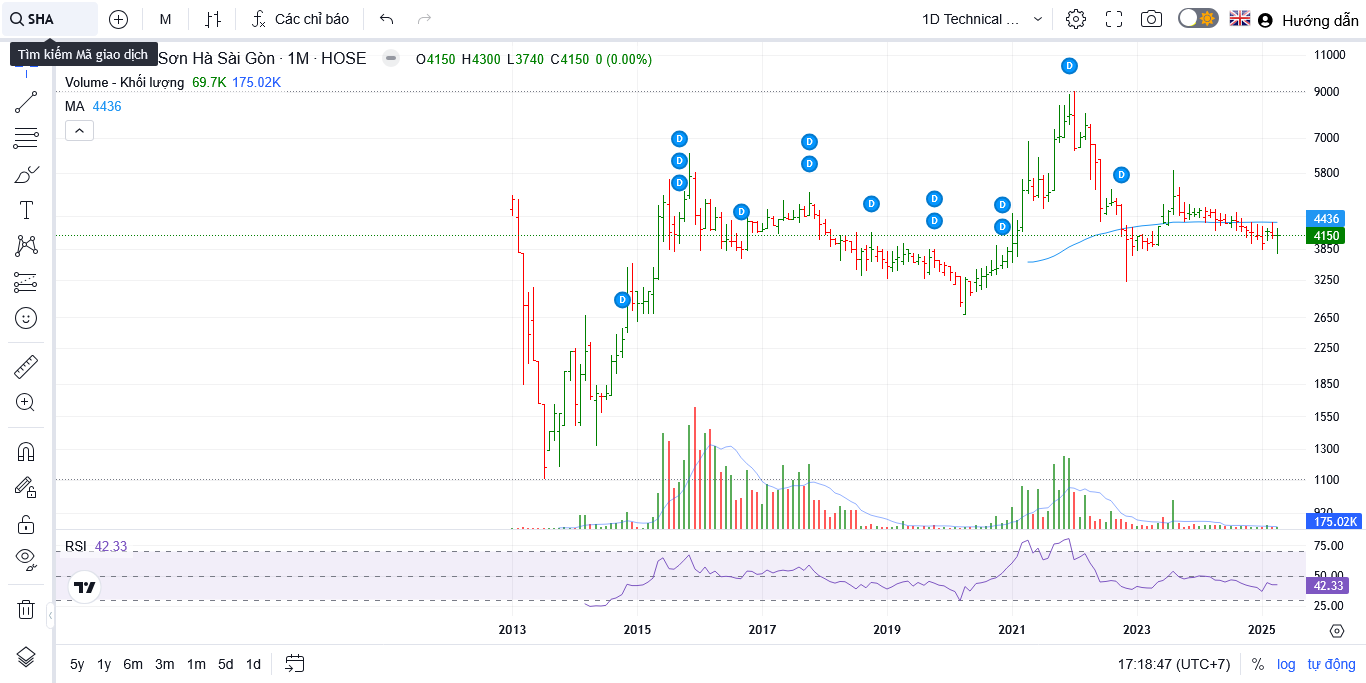 SHA M Các chỉ báo 1D Technical ... Hướng dẫn
Tìm kiếm Mã giao dịch
Sơn Hà Sài Gòn · 1M · HOSE O4150 H4300 L3740 C4150 0 (0.00%)
Volume - Khối lượng 69.7K 175.02K
MA 4436
D
D
D
D
D
D
D
D
D
D
D
D
D
D
11000
9000
7000
5800
4436
4150
3850
3250
2650
2250
1850
1550
1300
1100
920
175.02K
RSI 42.33
75.00
50.00
42.33
25.00
2013 2015 2017 2019 2021 2023 2025
5y 1y 6m 3m 1m 5d 1d 17:18:47 (UTC+7) % log tự động